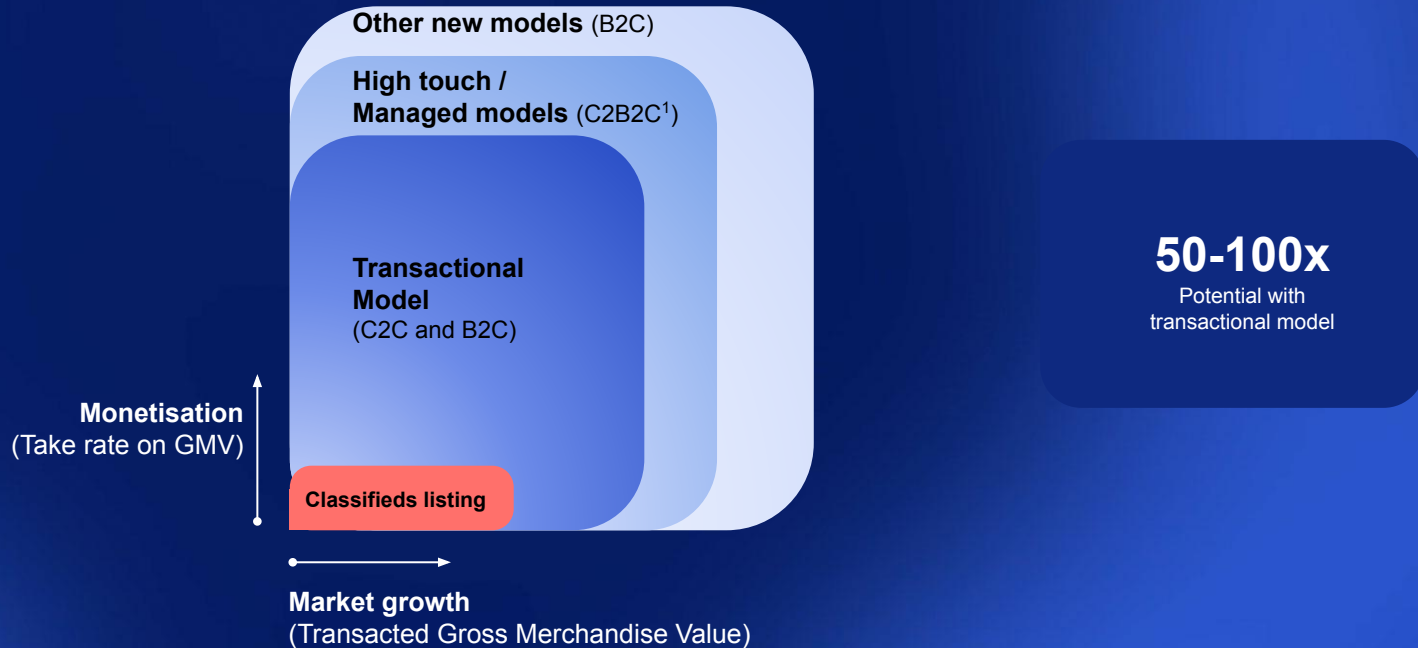 Other new models (B2C)
High touch /
Managed models (C2B2C¹)
Transactional
Model
(C2C and B2C)
Classifieds listing
Monetisation
(Take rate on GMV)
Market growth
(Transacted Gross Merchandise Value)
50-100x
Potential with
transactional model